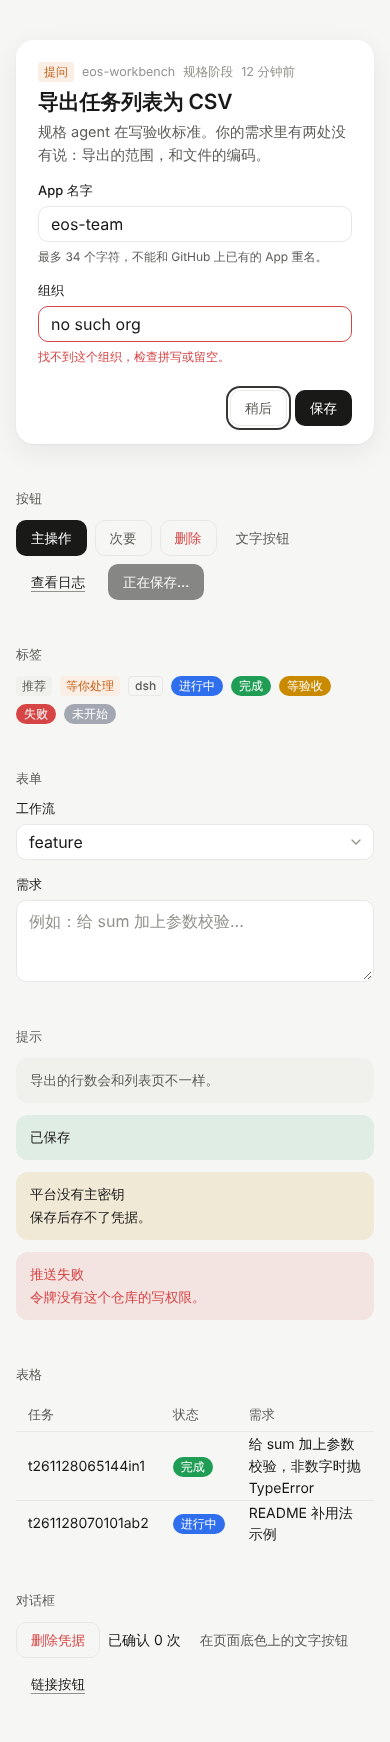 提问 eos-workbench 规格阶段 12 分钟前
导出任务列表为 CSV
规格 agent 在写验收标准。你的需求里有两处没
有说：导出的范围，和文件的编码。
App 名字
eos-team
最多 34 个字符，不能和 GitHub 上已有的 App 重名。
组织
no such org
找不到这个组织，检查拼写或留空。
稍后 保存
按钮
主操作 次要 删除 文字按钮
查看日志 正在保存...
标签
推荐 等你处理 dsh 进行中 完成 等验收
失败 未开始
表单
工作流
feature
需求
例如：给 sum 加上参数校验...
提示
导出的行数会和列表页不一样。
已保存
平台没有主密钥
保存后存不了凭据。
推送失败
令牌没有这个仓库的写权限。
表格
任务 状态 需求
t261128065144in1 完成 给 sum 加上参数
校验，非数字时抛
TypeError
t261128070101ab2 进行中 README 补用法
示例
对话框
删除凭据 已确认 0 次 在页面底色上的文字按钮
链接按钮